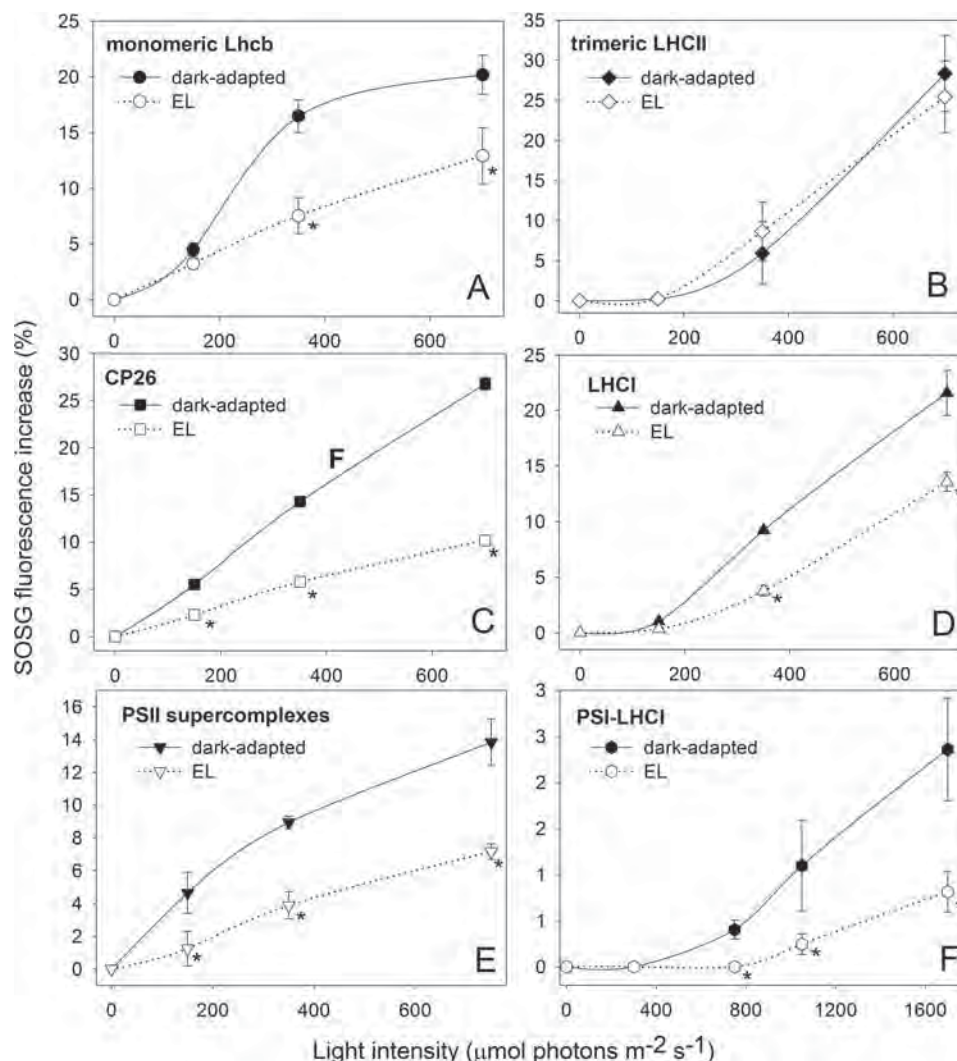 SOSG fluorescence increase (%)
monomeric Lhcb
dark-adapted
EL
25
20
15
10
5
0
*
*
A
0 200 400 600
trimeric LHCII
dark-adapted
EL
35
30
25
20
15
10
5
0
B
0 200 400 600
CP26
dark-adapted
EL
F
30
25
20
15
10
5
0
*
*
*
C
0 200 400 600
LHCI
dark-adapted
EL
25
20
15
10
5
0
*
D
0 200 400 600
PSII supercomplexes
dark-adapted
EL
16
14
12
10
8
6
4
2
0
*
*
*
E
0 200 400 600
PSI-LHCI
dark-adapted
EL
3
3
2
2
1
1
0
*
*
F
0 400 800 1200 1600
Light intensity (μmol photons m-2 s-1)